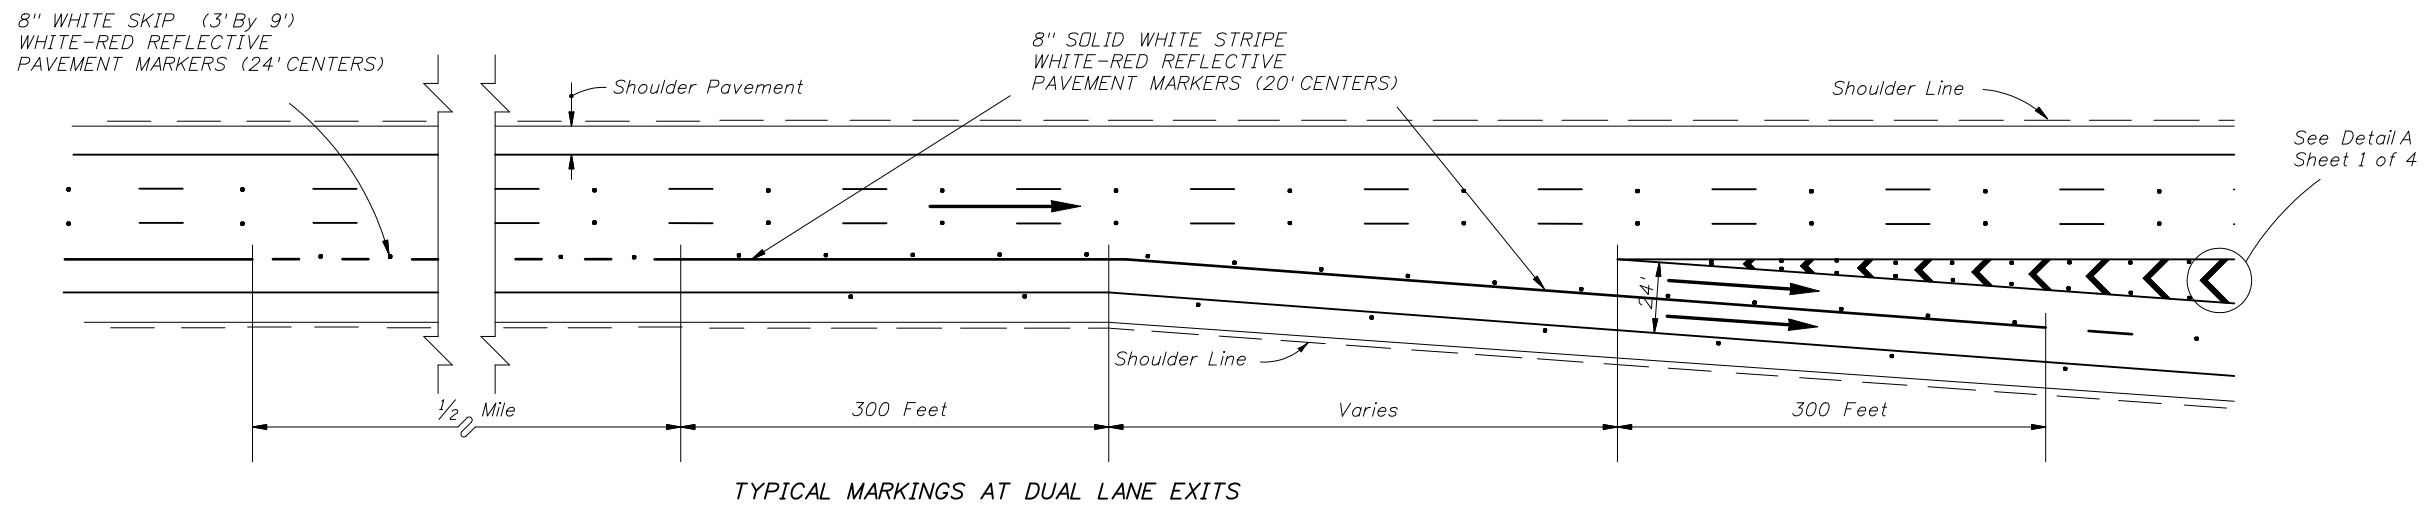 8" WHITE SKIP (3' By 9')
WHITE-RED REFLECTIVE
PAVEMENT MARKERS (24' CENTERS)
Shoulder Pavement
8" SOLID WHITE STRIPE
WHITE-RED REFLECTIVE
PAVEMENT MARKERS (20' CENTERS)
Shoulder Line
See Detail A
Sheet 1 of 4
24'
Shoulder Line
1/2 Mile
300 Feet
Varies
300 Feet
TYPICAL MARKINGS AT DUAL LANE EXITS